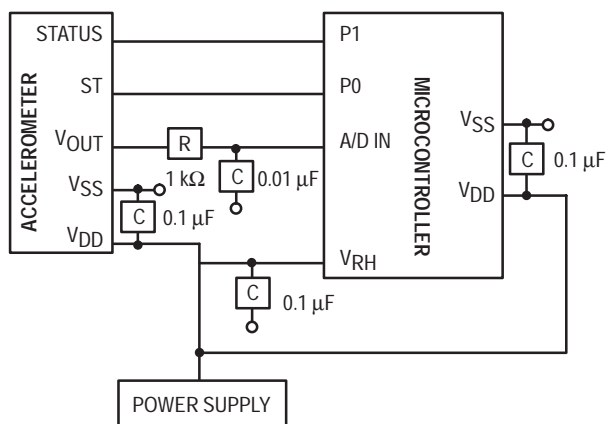 STATUS
ST
VOUT
VSS
VDD
ACCELEROMETER
R
1 kΩ
C
0.01 μF
C
0.1 μF
P1
P0
A/D IN
VRH
MICROCONTROLLER
VSS
VDD
C
0.1 μF
C
0.1 μF
POWER SUPPLY